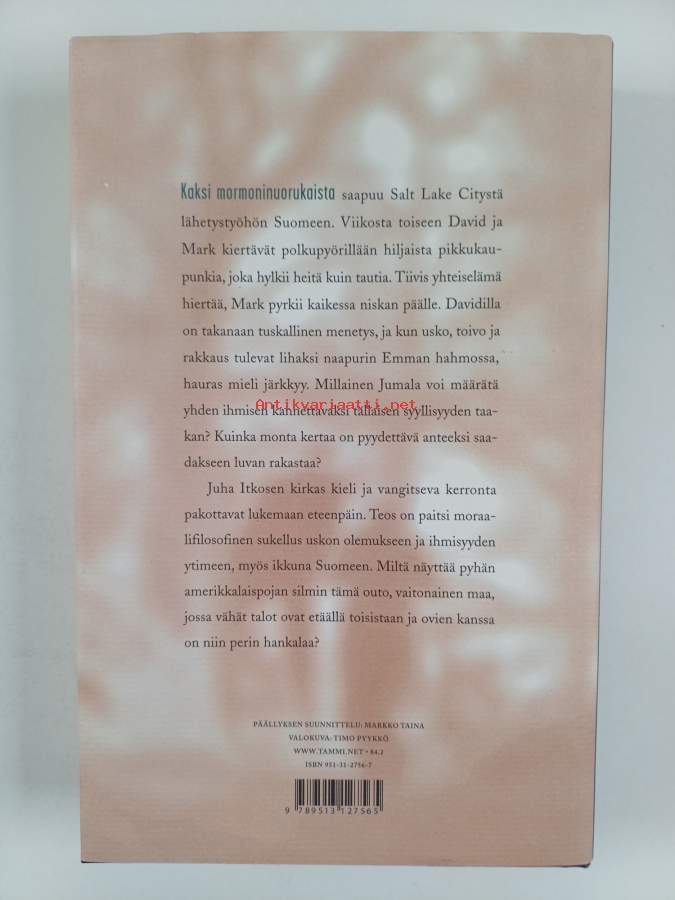 Kaksi mormoninuorukaista saapuu Salt Lake Citystä
lähetystyöhön Suomeen. Viikosta toiseen David ja
Mark kiertävät polkupyörillään hiljaista pikkukau-
punkia, joka hylkii heitä kuin tautia. Tiivis yhteiselämä
hiertää, Mark pyrkii kaikessa niskan päälle. Davidilla
on takanaan tuskallinen menetys, ja kun usko, toivo ja
rakkaus tulevat lihaksi naapurin Emman hahmossa,
hauras mieli järkkyy. Millainen Jumala voi määrätä
Antikvariaatti.net
yhden ihmisen kannettavaksi tällaisen syyllisyyden taa-
kan? Kuinka monta kertaa on pyydettävä anteeksi saa-
dakseen luvan rakastaa?
Juha Itkosen kirkas kieli ja vangitseva kerronta
pakottavat lukemaan eteenpäin. Teos on paitsi moraa-
lifilosofinen sukellus uskon olemukseen ja ihmisyyden
ytimeen, myös ikkuna Suomeen. Miltä näyttää pyhän
amerikkalaispojan silmin tämä outo, vaitonainen maa,
jossa vähät talot ovat etäällä toisistaan ja ovien kanssa
on niin perin hankalaa?
PÄÄLLYKSEN SUUNNITTELU: MARKKO TAINA
VALOKUVA: TIMO PYYKKÖ
WWW.TAMMI.NET • 84.2
ISBN 951-31-2756-7
9 789513 127565